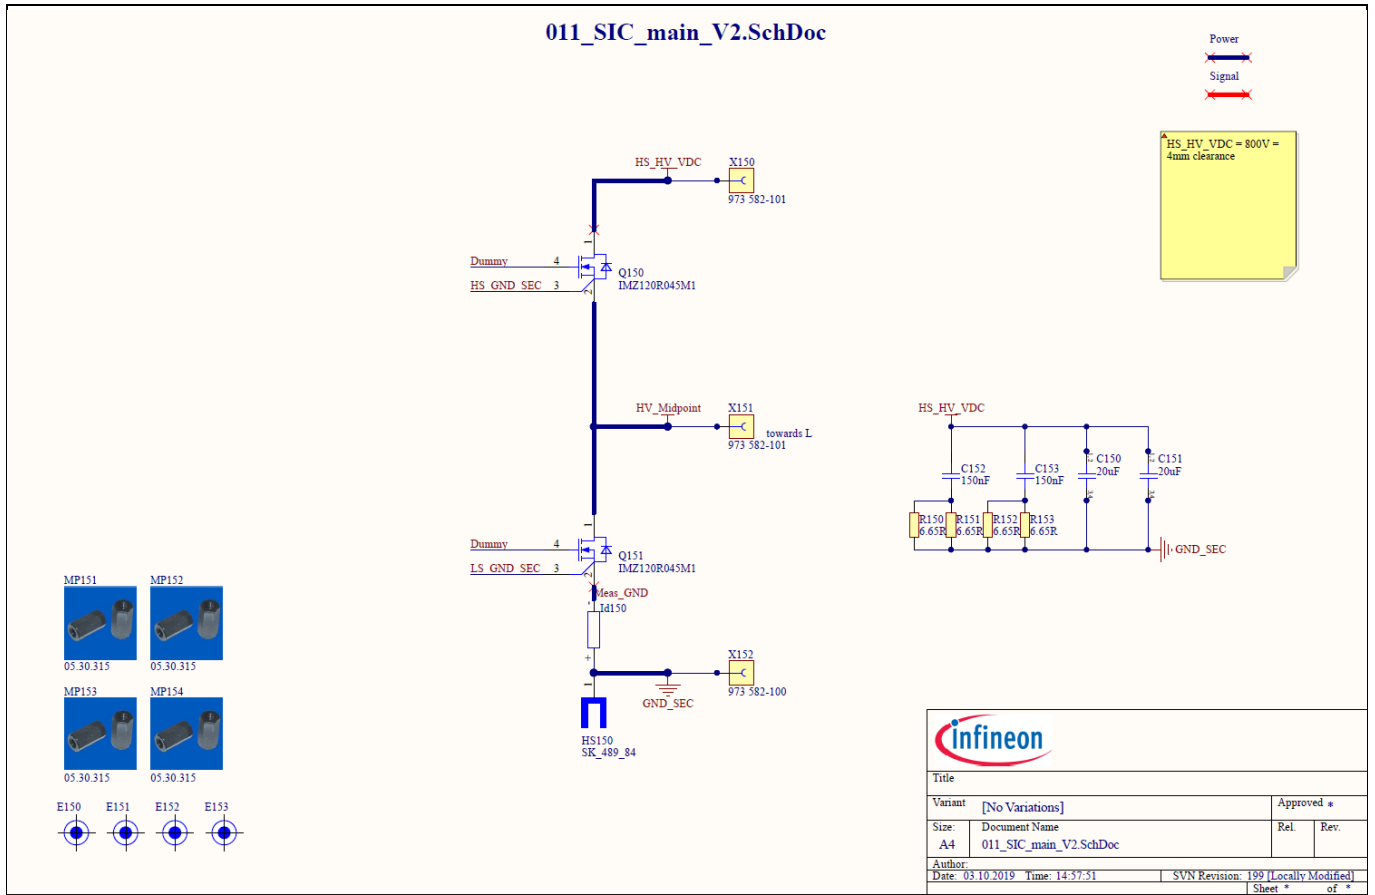 011_SIC_main_V2.SchDoc
Power
Signal
HS_HV_VDC = 800V =
4mm clearance
HS_HV_VDC
X150
973 582-101
1
Dummy
4
HS_GND_SEC
3
2
Q150
IMZ120R045M1
HV_Midpoint
X151
towards L
973 582-101
HS_HV_VDC
C152
150nF
C153
150nF
C150
20uF
C151
20uF
R150
6.65R
R151
6.65R
R152
6.65R
R153
6.65R
GND_SEC
1
Dummy
4
LS_GND_SEC
3
2
Q151
IMZ120R045M1
Meas_GND
Id150
+
X152
973 582-100
GND_SEC
1
HS150
SK_489_84
MP151
MP152
05.30.315
05.30.315
MP153
MP154
05.30.315
05.30.315
E150
E151
E152
E153
infineon
Title
Variant
[No Variations]
Approved *
Size:
Document Name
Rel.
Rev.
A4
011_SIC_main_V2.SchDoc
Author:
Date: 03.10.2019 Time: 14:57:51
SVN Revision: 199 [Locally Modified]
Sheet * of *